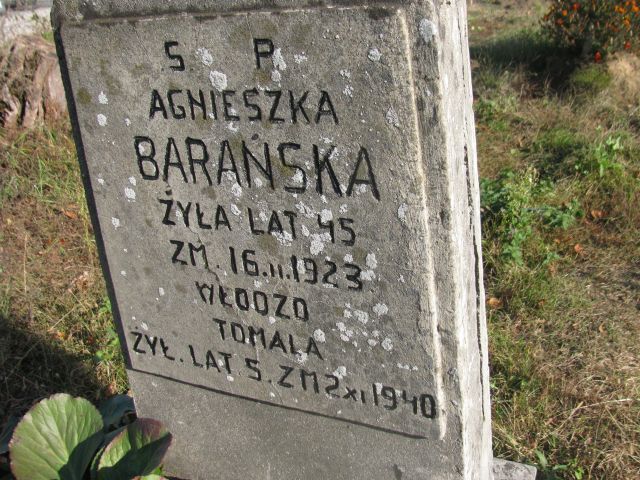 S P
AGNIESZKA
BARAŃSKA
ŻYŁA LAT 45
ZM. 16.II.1923
WŁODZO
TOMALA
ŻYŁ. LAT. 5. ZM 2 XI 1940